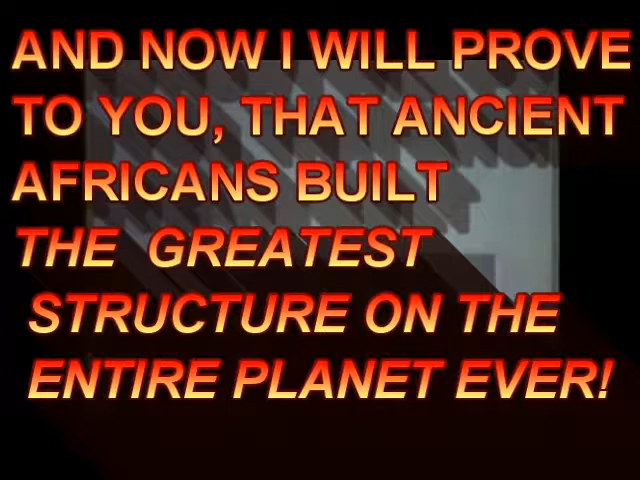 AND NOW I WILL PROVE
TO YOU, THAT ANCIENT
AFRICANS BUILT
THE GREATEST
STRUCTURE ON THE
ENTIRE PLANET EVER!